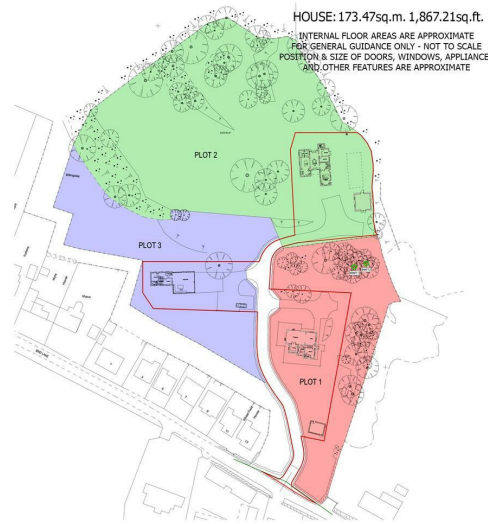 HOUSE: 173.47sq.m. 1,867.21sq.ft.
INTERNAL FLOOR AREAS ARE APPROXIMATE
FOR GENERAL GUIDANCE ONLY - NOT TO SCALE
POSITION & SIZE OF DOORS, WINDOWS, APPLIANCE
AND OTHER FEATURES ARE APPROXIMATE
PLOT 2
PLOT 3
PLOT 1